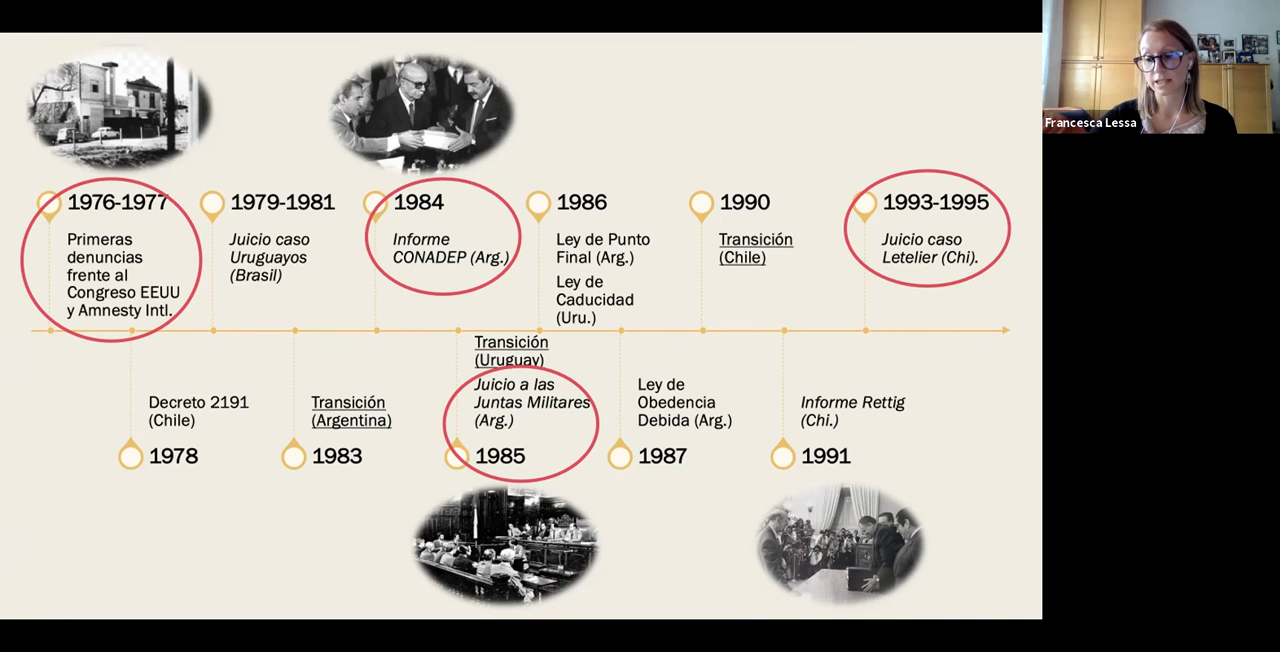 Francesca Lessa
1976-1977
Primeras
denuncias
frente al
Congreso EEUU
y Amnesty Intl.
1979-1981
Juicio caso
Uruguayos
(Brasil)
1984
Informe
CONADEP (Arg.)
1986
Ley de Punto
Final (Arg.)
Ley de
Caducidad
(Uru.)
1990
Transición
(Chile)
1993-1995
Juicio caso
Letelier (Chi).
Decreto 2191
(Chile)
1978
Transición
(Argentina)
1983
Transición
(Uruguay)
Juicio a las
Juntas Militares
(Arg.)
1985
Ley de
Obedencia
Debida (Arg.)
1987
Informe Rettig
(Chi.)
1991